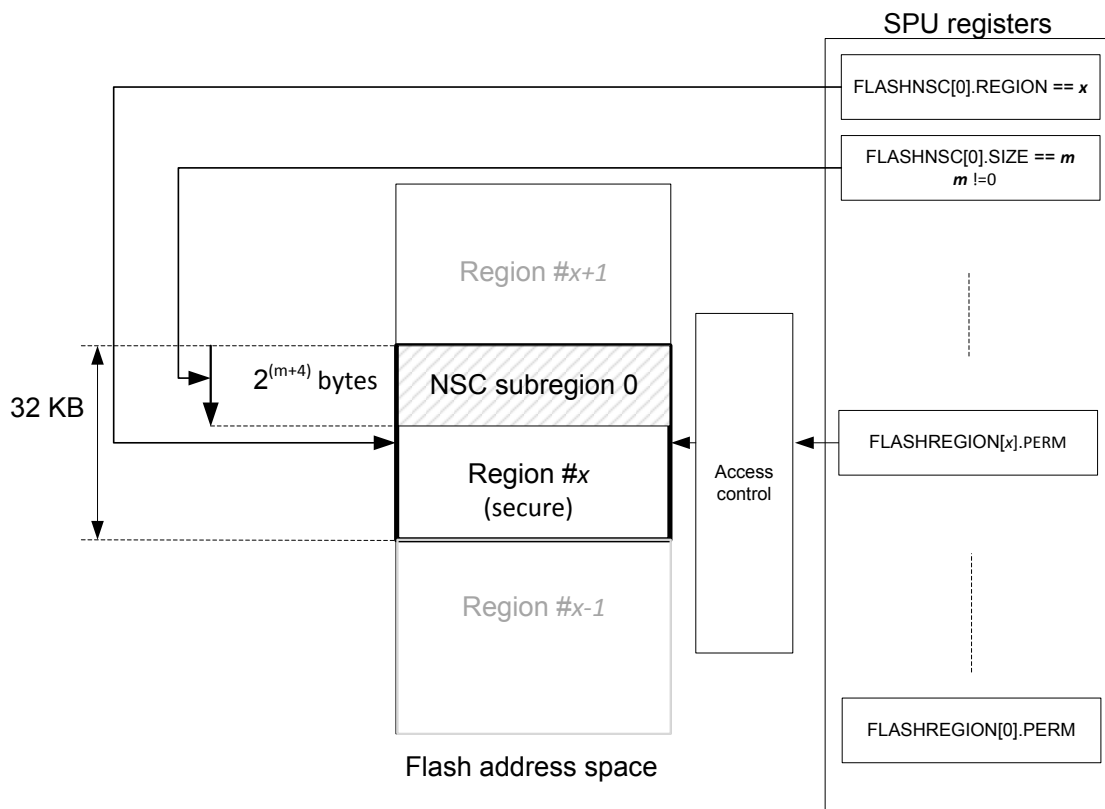 SPU registers
FLASHNSC[0].REGION == x
FLASHNSC[0].SIZE == m
m !=0
Region #x+1
32 KB
2^(m+4) bytes
NSC subregion 0
Region #x
(secure)
Access
control
FLASHREGION[x].PERM
Region #x-1
FLASHREGION[0].PERM
Flash address space